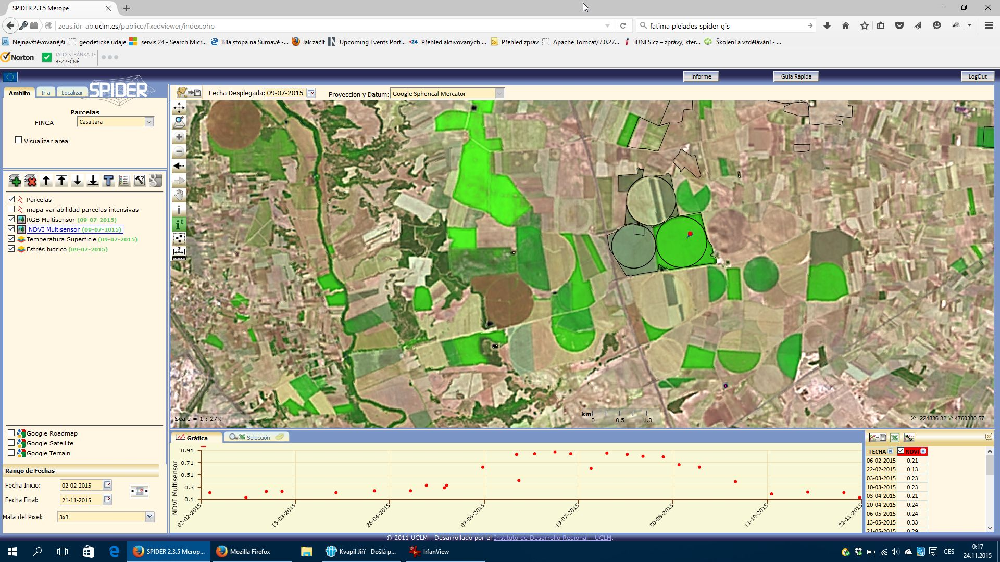 SPIDER 2.3.5 Merope
zeus.idr-ab.uclm.es/publico/fixedviewer/index.php
fatima pleiades spider gis
Nejnavštěvovanější geodeticke udaje servis 24 - Search Micr... Bílá stopa na Šumavě -... Jak začít Upcoming Events Port... Přehled aktivovaných ... Přehled zpráv Apache Tomcat/7.0.27... iDNES.cz – zprávy, kter... Školení a vzdělávání - ...
Norton TATO STRÁNKA JE
BEZPEČNÉ
Informe Guía Rápida LogOut
Ambito Ir a Localizar SPIDER
Fecha Desplegada: 09-07-2015 Proyeccion y Datum: Google Spherical Mercator
Parcelas
FINCA Casa Jara
Visualizar area
Parcelas
mapa variabilidad parcelas intensivas
RGB Multisensor (09-07-2015)
NDVI Multisensor (09-07-2015)
Temperatura Superficie (09-07-2015)
Estrés hidrico (09-07-2015)
Scale = 1 : 27K
km
0 0.5 1.0
X: -224836.32 Y: 4760380.57
Google Roadmap
Google Satellite
Google Terrain
Rango de Fechas
Fecha Inicio: 02-02-2015
Fecha Final: 21-11-2015
Malla del Pixel: 3x3
Gráfica Selección
NDVI Multisensor
0.91
0.71
0.51
0.3
0.1
02-02-2015 15-03-2015 26-04-2015 07-06-2015 19-07-2015 30-08-2015 11-10-2015 22-11-2015
FECHA NDVI
06-02-2015 0.21
22-02-2015 0.13
03-03-2015 0.23
10-03-2015 0.23
03-04-2015 0.21
20-04-2015 0.24
06-05-2015 0.24
13-05-2015 0.33
21-05-2015 0.29
© 2011 UCLM - Desarrollado por el Instituto de Desarrollo Regional - UCLM.
SPIDER 2.3.5 Merop... Mozilla Firefox Kvapil Jiří - Došlá p... IrfanView
CES
0:17
24.11.2015